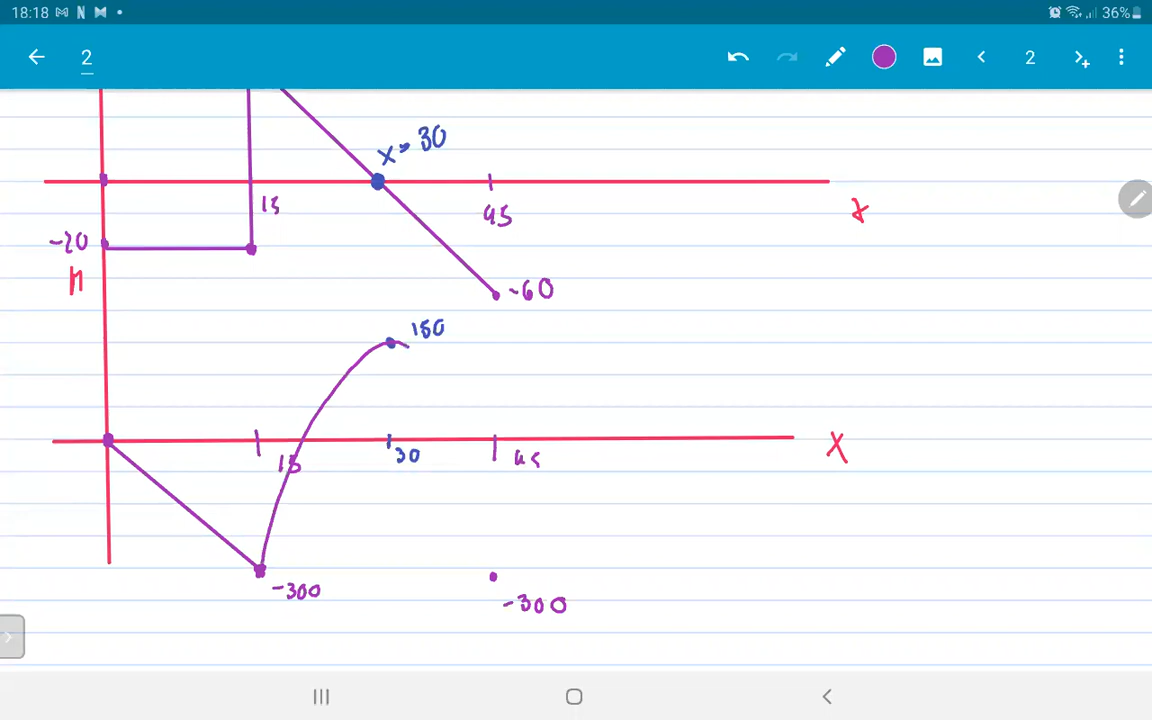 18:18 M N 36%
2 2
x = 30
15
45
x
-20
M
-60
150
15
30
45
X
-300
-300